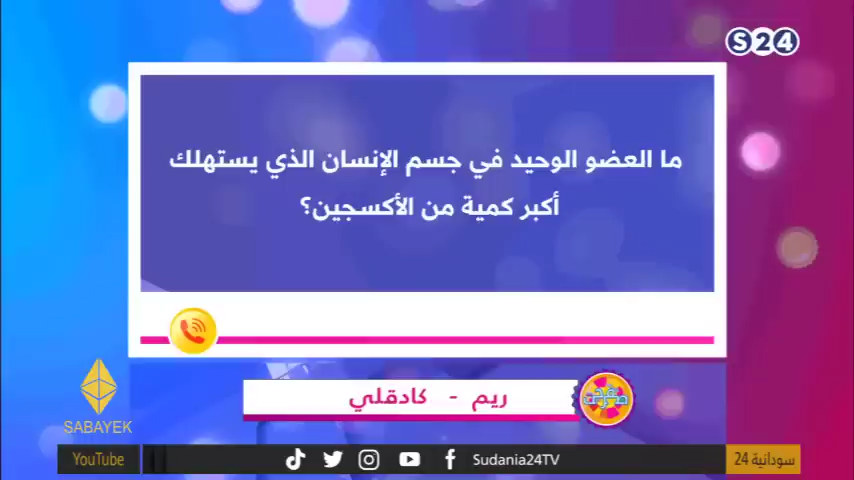 S24
ما العضو الوحيد في جسم الإنسان الذي يستهلك
أكبر كمية من الأكسجين؟
ريم - كادقلي
SABAYEK
YouTube
Sudania24TV
سودانية 24